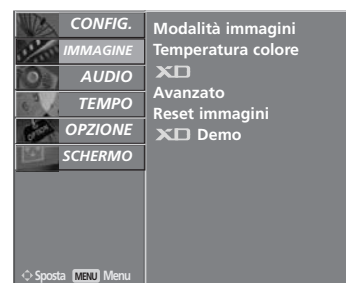 CONFIG.
IMMAGINE
AUDIO
TEMPO
OPZIONE
SCHERMO
Modalità immagini
Temperatura colore
XD
Avanzato
Reset immagini
XD Demo
Sposta MENU Menu